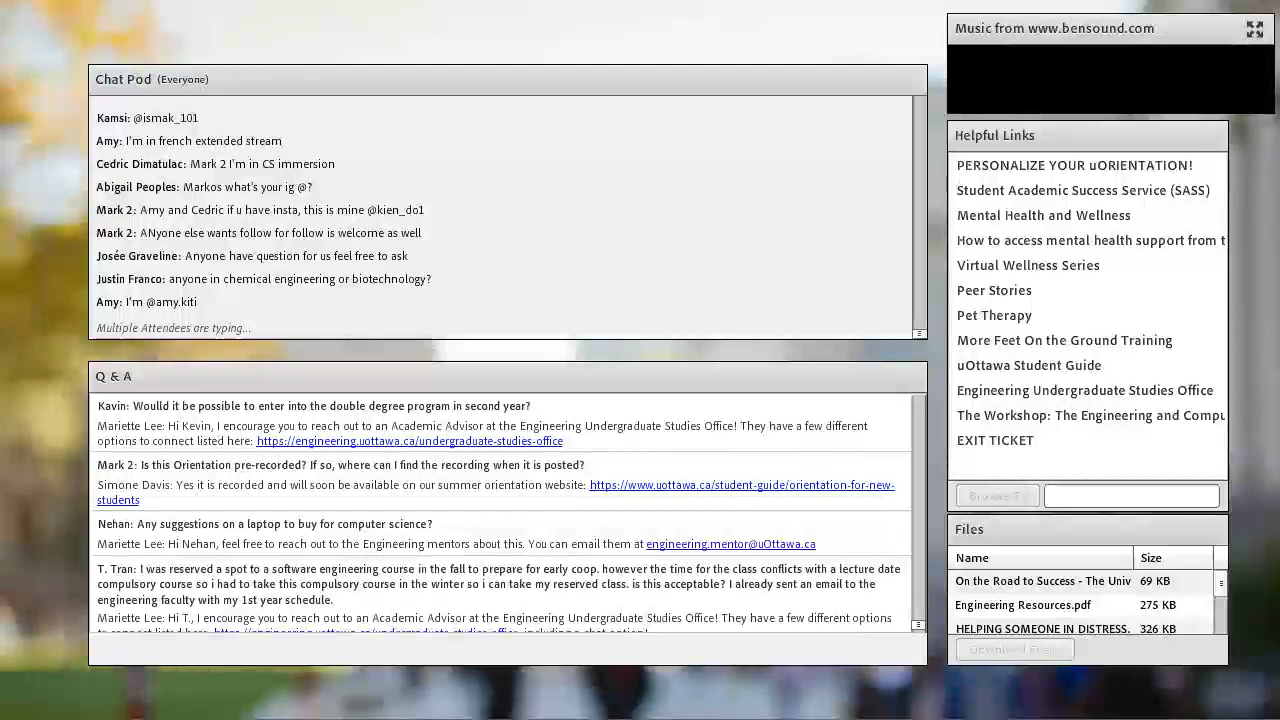 Music from www.bensound.com
Chat Pod (Everyone)
Kamsi: @ismak_101
Amy: I'm in french extended stream
Cedric Dimatulac: Mark 2 I'm in CS immersion
Abigail Peoples: Markos what's your ig @?
Mark 2: Amy and Cedric if u have insta, this is mine @kien_do1
Mark 2: ANyone else wants follow for follow is welcome as well
Josée Graveline: Anyone have question for us feel free to ask
Justin Franco: anyone in chemical engineering or biotechnology?
Amy: I'm @amy.kiti
Multiple Attendees are typing...
Q & A
Kavin: Woulld it be possible to enter into the double degree program in second year?
Mariette Lee: Hi Kevin, I encourage you to reach out to an Academic Advisor at the Engineering Undergraduate Studies Office! They have a few different
options to connect listed here: https://engineering.uottawa.ca/undergraduate-studies-office
Mark 2: Is this Orientation pre-recorded? If so, where can I find the recording when it is posted?
Simone Davis: Yes it is recorded and will soon be available on our summer orientation website: https://www.uottawa.ca/student-guide/orientation-for-new-
students
Nehan: Any suggestions on a laptop to buy for computer science?
Mariette Lee: Hi Nehan, feel free to reach out to the Engineering mentors about this. You can email them at engineering.mentor@uOttawa.ca
T. Tran: I was reserved a spot to a software engineering course in the fall to prepare for early coop. however the time for the class conflicts with a lecture date
compulsory course so i had to take this compulsory course in the winter so i can take my reserved class. is this acceptable? I already sent an email to the
engineering faculty with my 1st year schedule.
Mariette Lee: Hi T., I encourage you to reach out to an Academic Advisor at the Engineering Undergraduate Studies Office! They have a few different options
to connect listed here: https://engineering.uottawa.ca/undergraduate-studies-office, including a chat option!
Helpful Links
PERSONALIZE YOUR uORIENTATION!
Student Academic Success Service (SASS)
Mental Health and Wellness
How to access mental health support from t
Virtual Wellness Series
Peer Stories
Pet Therapy
More Feet On the Ground Training
uOttawa Student Guide
Engineering Undergraduate Studies Office
The Workshop: The Engineering and Compu
EXIT TICKET
Browse T
Files
Name Size
On the Road to Success - The Univ 69 KB
Engineering Resources.pdf 275 KB
HELPING SOMEONE IN DISTRESS. 326 KB
Download File